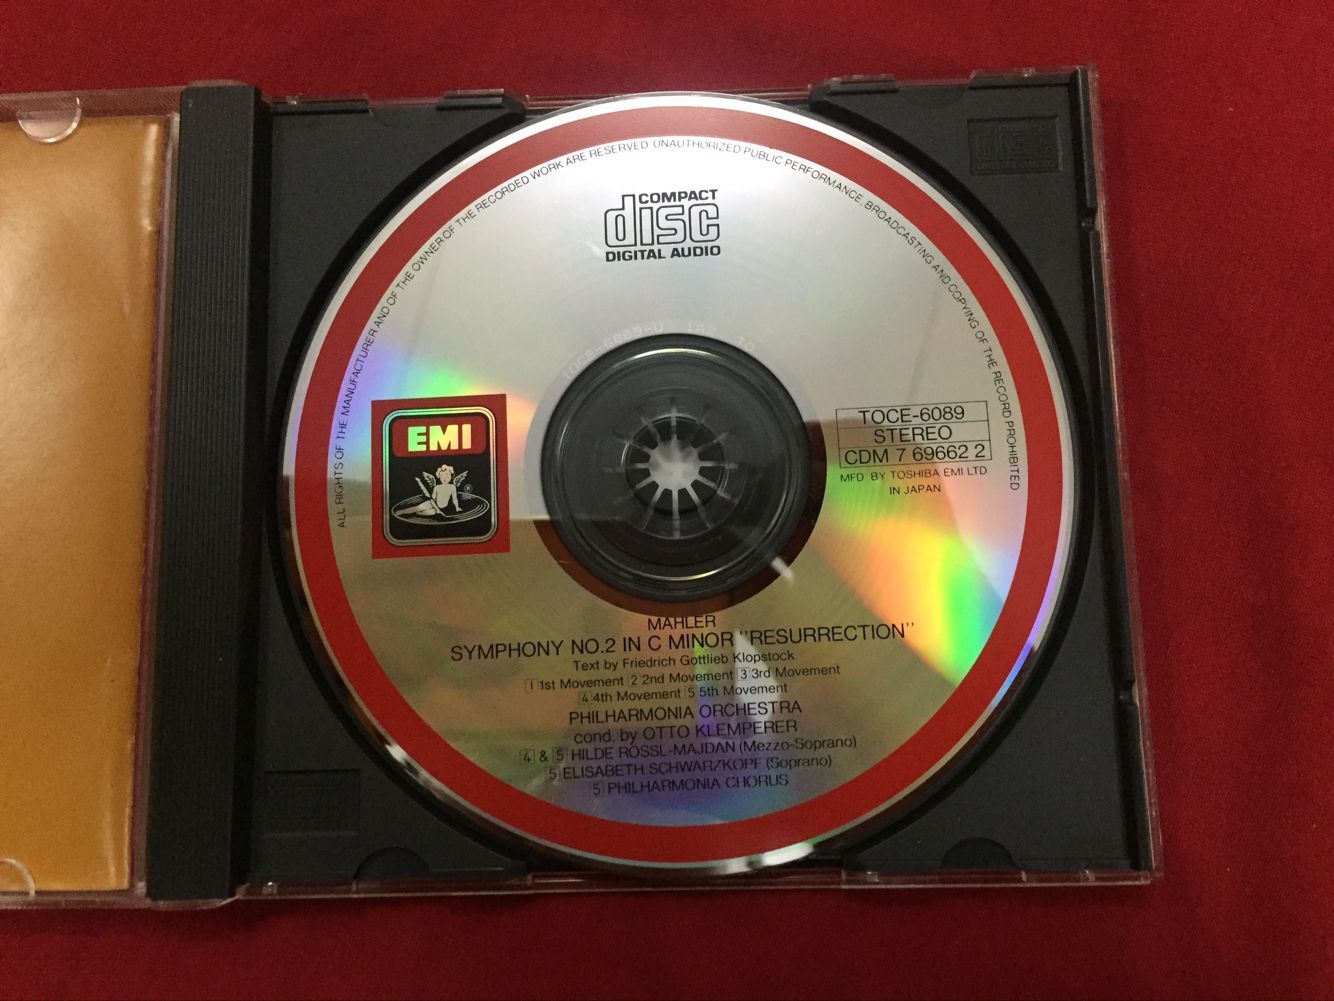 ALL RIGHTS OF THE MANUFACTURER AND OF THE OWNER OF THE RECORDED WORK ARE RESERVED UNAUTHORIZED PUBLIC PERFORMANCE, BROADCASTING AND COPYING OF THE RECORD PROHIBITED
COMPACT
disc
DIGITAL AUDIO
TOCE-6089-V 1A2 TO
EMI
®
TOCE-6089
STEREO
CDM 7 69662 2
MFD BY TOSHIBA EMI LTD
IN JAPAN
MAHLER
SYMPHONY NO.2 IN C MINOR "RESURRECTION"
Text by Friedrich Gottlieb Klopstock
1 1st Movement 2 2nd Movement 3 3rd Movement
4 4th Movement 5 5th Movement
PHILHARMONIA ORCHESTRA
cond. by OTTO KLEMPERER
4 & 5 HILDE RÖSSL-MAJDAN (Mezzo-Soprano)
5 ELISABETH SCHWARZKOPF (Soprano)
5 PHILHARMONIA CHORUS